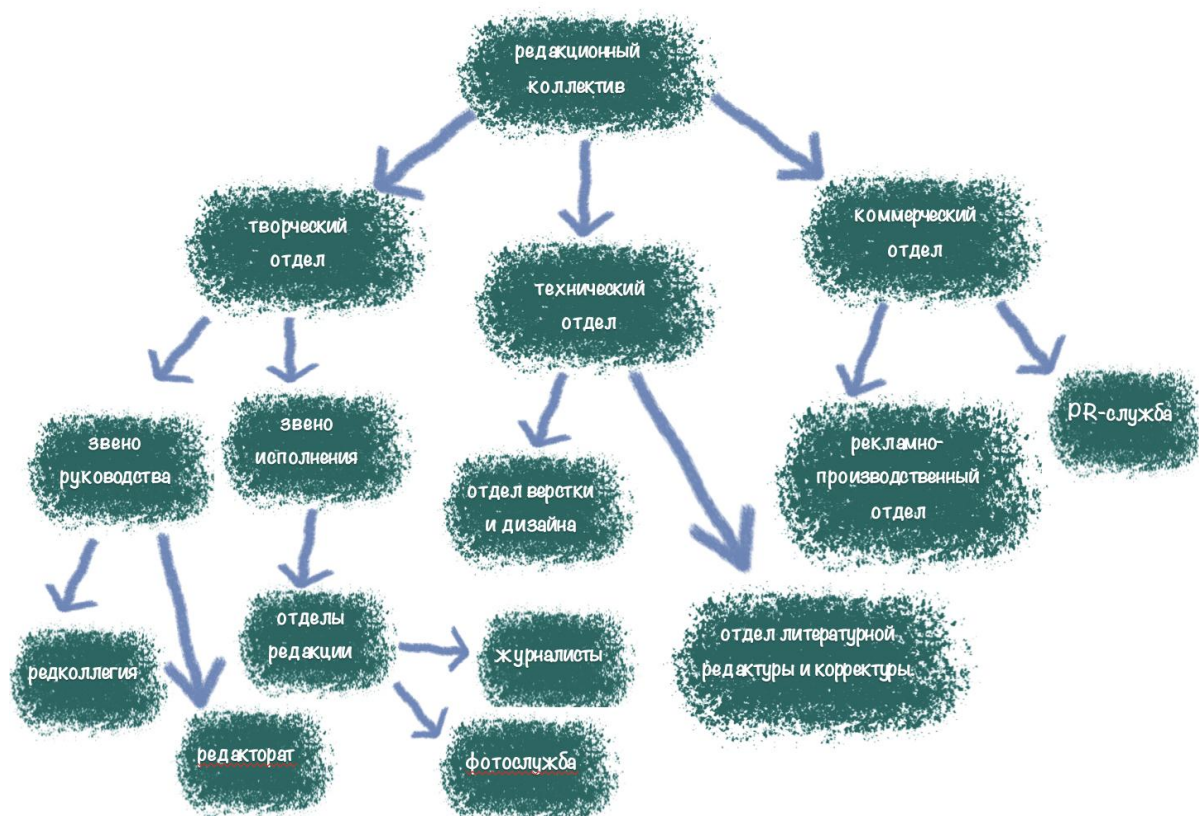 редакционный
коллектив
творческий
отдел
технический
отдел
коммерческий
отдел
звено
руководства
звено
исполнения
отдел верстки
и дизайна
рекламно-
производственный
отдел
PR-служба
редколлегия
редакторат
отделы
редакции
журналисты
фотослужба
отдел литературной
редактуры и корректуры